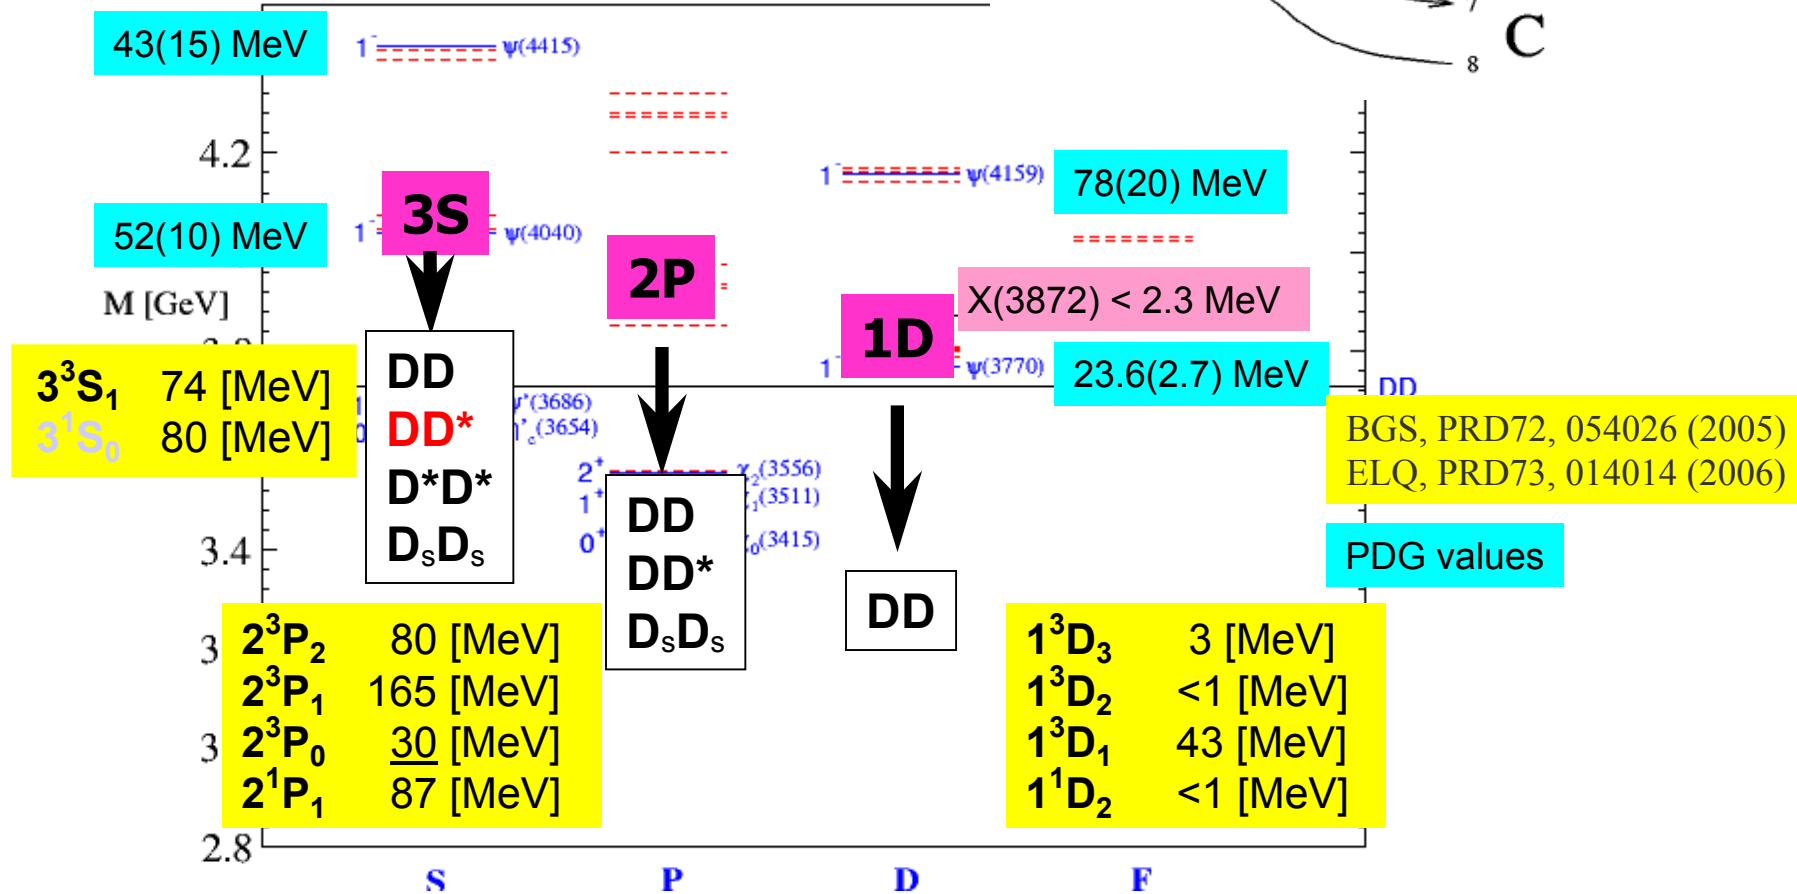 7
8
C
43(15) MeV
1⁻ ψ(4415)
4.2
1⁻ ψ(4159)
78(20) MeV
3S
52(10) MeV
1⁻ ψ(4040)
2P
X(3872) < 2.3 MeV
M [GeV]
1D
1⁻ ψ(3770)
23.6(2.7) MeV
DD
3³S₁ 74 [MeV]
3¹S₀ 80 [MeV]
DD
DD*
D*D*
DₛDₛ
(3686)
(3654)
BGS, PRD72, 054026 (2005)
ELQ, PRD73, 014014 (2006)
2⁺ χ₂(3556)
1⁺ (3511)
0⁺ (3415)
3.4
DD
DD*
DₛDₛ
DD
PDG values
3
2³P₂ 80 [MeV]
2³P₁ 165 [MeV]
2³P₀ 30 [MeV]
2¹P₁ 87 [MeV]
3
1³D₃ 3 [MeV]
1³D₂ <1 [MeV]
1³D₁ 43 [MeV]
1¹D₂ <1 [MeV]
2.8
S P D F